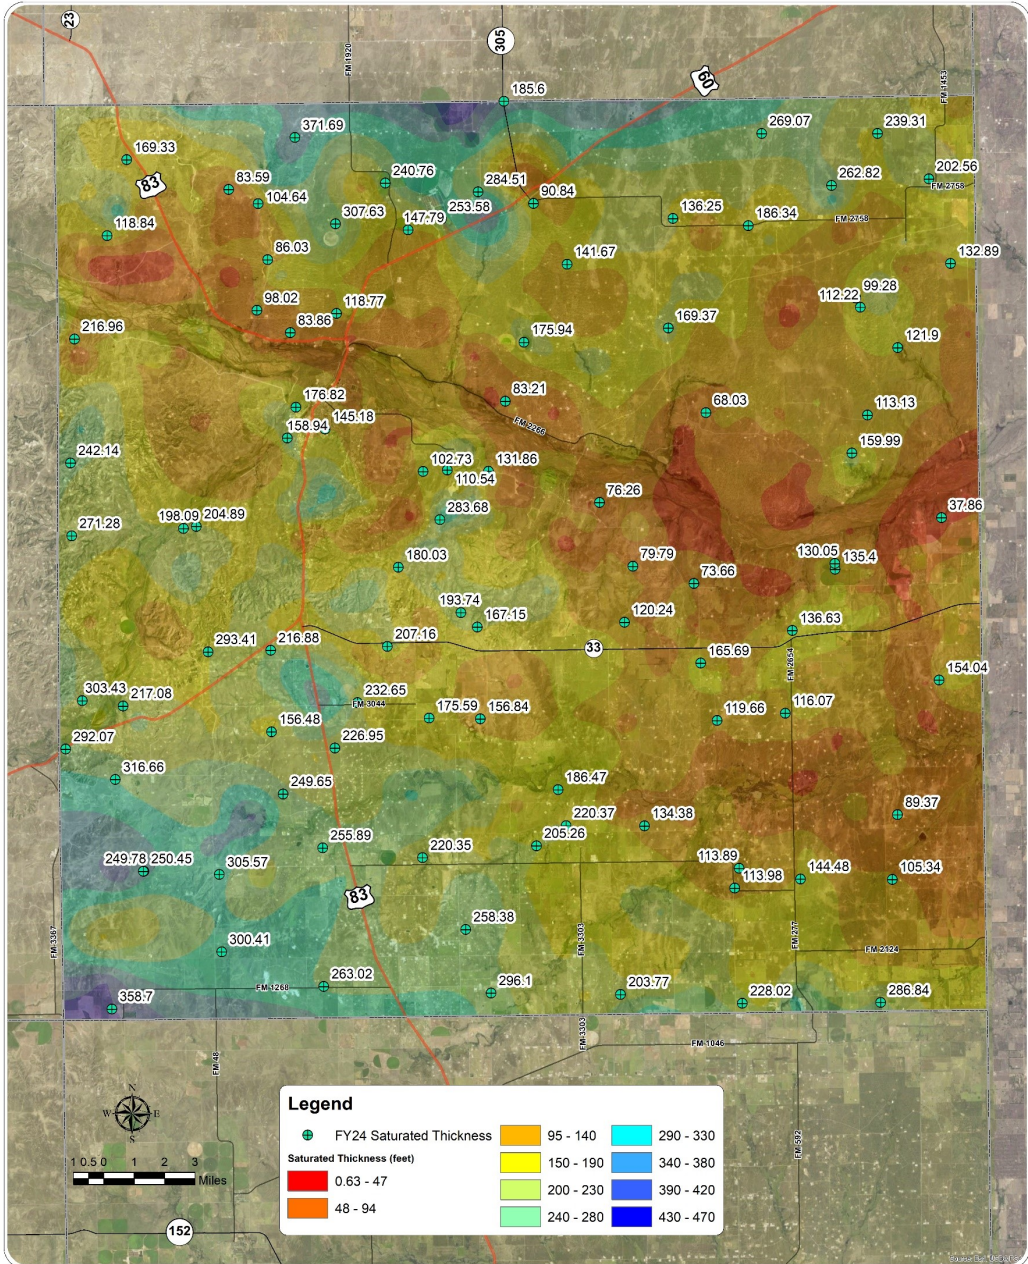 23
305
FM 1920
FM 1453
60
185.6
371.69
269.07
239.31
169.33
83
83.59
240.76
284.51
262.82
202.56
FM 2758
104.64
253.58
90.84
307.63
147.79
136.25
186.34
FM 2758
118.84
86.03
141.67
132.89
99.28
98.02
118.77
112.22
83.86
169.37
216.96
175.94
121.9
176.82
83.21
68.03
145.18
FM 2266
113.13
158.94
159.99
242.14
102.73
131.86
110.54
76.26
283.68
37.86
198.09
204.89
271.28
130.05
135.4
180.03
79.79
73.66
193.74
167.15
120.24
136.63
293.41
216.88
207.16
33
165.69
FM 2654
154.04
303.43
217.08
232.65
FM 3044
175.59
156.84
119.66
116.07
156.48
226.95
292.07
316.66
249.65
186.47
89.37
220.37
134.38
255.89
205.26
220.35
249.78
250.45
305.57
113.89
113.98
144.48
105.34
83
258.38
FM 3367
300.41
FM 3303
FM 277
FM 2124
263.02
FM 1268
296.1
203.77
228.02
286.84
358.7
FM 3303
FM 1046
FM 48
FM 592
N
W
E
S
1 0.5 0 1 2 3
Miles
152
Legend
FY24 Saturated Thickness
Saturated Thickness (feet)
0.63 - 47
48 - 94
95 - 140
150 - 190
200 - 230
240 - 280
290 - 330
340 - 380
390 - 420
430 - 470